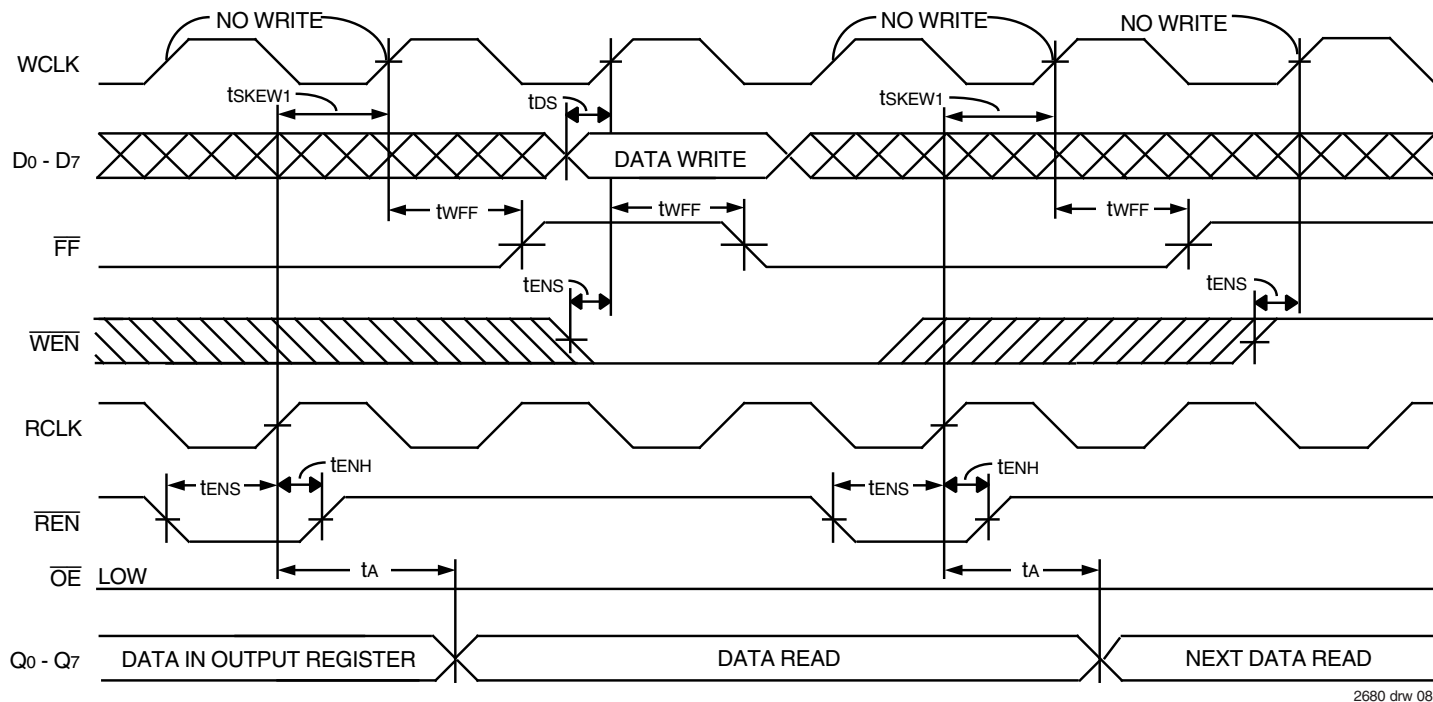 NO WRITE NO WRITE NO WRITE
WCLK
tSKEW1 tDS tSKEW1
D0 - D7 DATA WRITE
tWFF tWFF tWFF
FF
tENS tENS
WEN
RCLK
tENS tENH tENS tENH
REN
tA tA
OE LOW
Q0 - Q7 DATA IN OUTPUT REGISTER DATA READ NEXT DATA READ
2680 drw 08